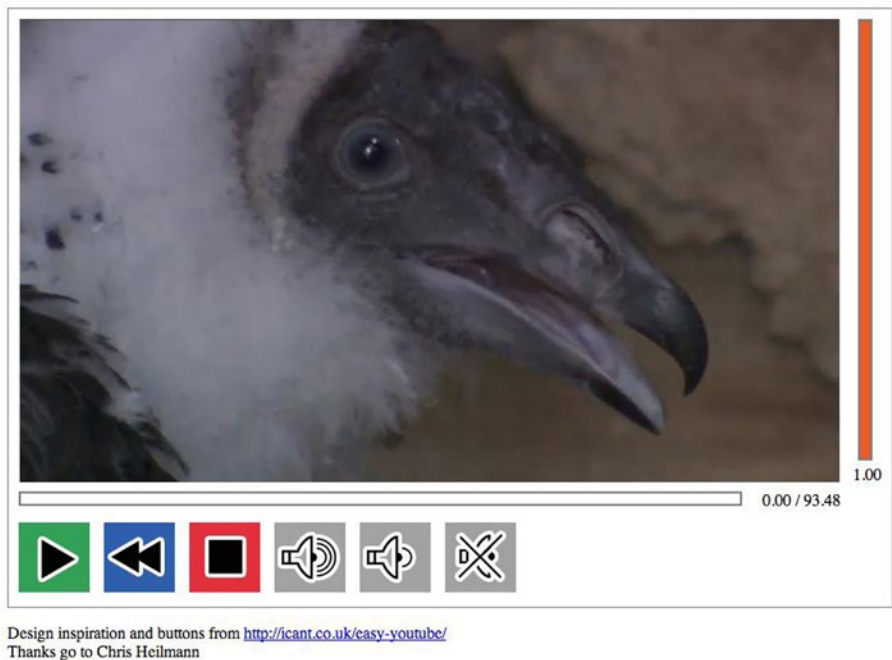 1.00
0.00 / 93.48
Design inspiration and buttons from http://icant.co.uk/easy-youtube/
Thanks go to Chris Heilmann